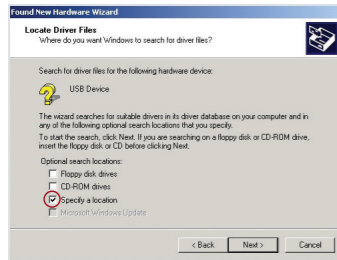 Found New Hardware Wizard
Locate Driver Files
Where do you want Windows to search for driver files?
Search for driver files for the following hardware device:
USB Device
The wizard searches for suitable drivers in its driver database on your computer and in
any of the following optional search locations that you specify.
To start the search, click Next. If you are searching on a floppy disk or CD-ROM drive,
insert the floppy disk or CD before clicking Next.
Optional search locations:
Floppy disk drives
CD-ROM drives
Specify a location
Microsoft Windows Update
< Back
Next >
Cancel